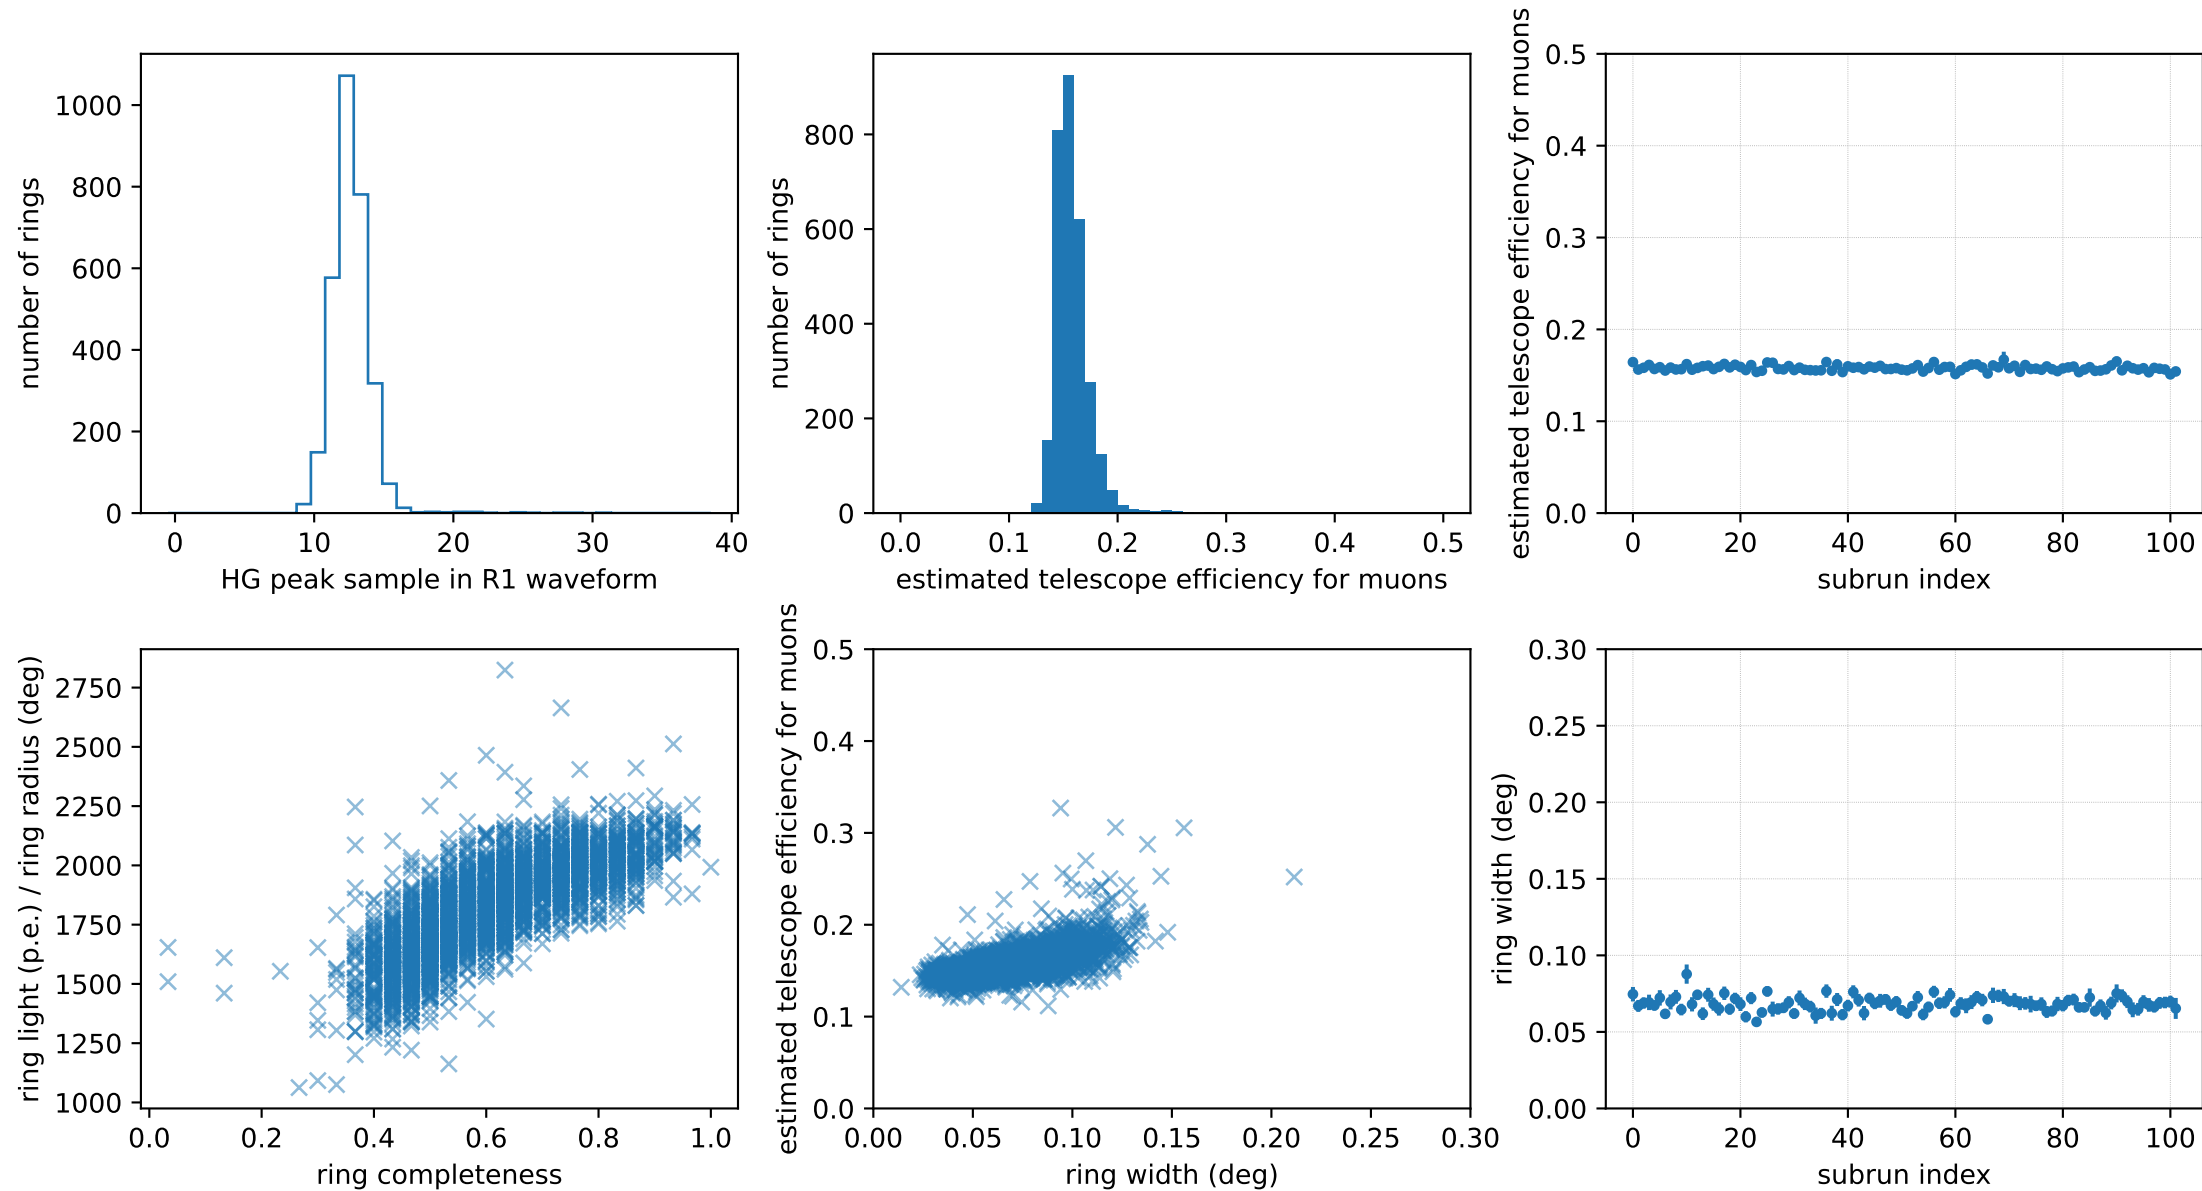 number of rings
1000
800
600
400
200
0
0 10 20 30 40
HG peak sample in R1 waveform
number of rings
800
600
400
200
0
0.0 0.1 0.2 0.3 0.4 0.5
estimated telescope efficiency for muons
estimated telescope efficiency for muons
0.5
0.4
0.3
0.2
0.1
0.0
0 20 40 60 80 100
subrun index
ring light (p.e.) / ring radius (deg)
2750
2500
2250
2000
1750
1500
1250
1000
0.0 0.2 0.4 0.6 0.8 1.0
ring completeness
estimated telescope efficiency for muons
0.5
0.4
0.3
0.2
0.1
0.0
0.00 0.05 0.10 0.15 0.20 0.25 0.30
ring width (deg)
ring width (deg)
0.30
0.25
0.20
0.15
0.10
0.05
0.00
0 20 40 60 80 100
subrun index